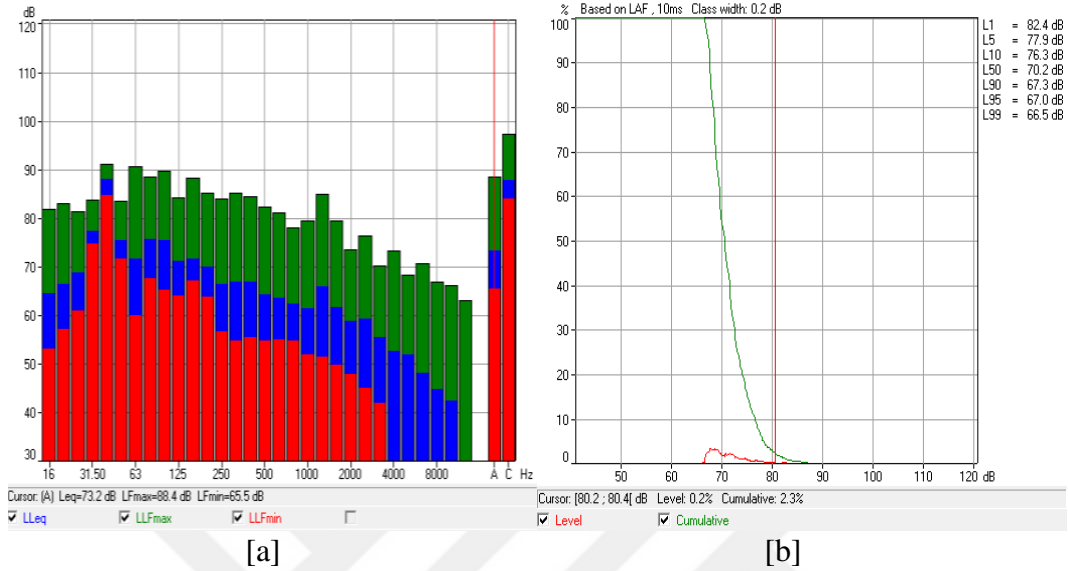 dB
120
110
100
90
80
70
60
50
40
30
16 31.50 63 125 250 500 1000 2000 4000 8000 A C Hz
Cursor: (A) Leq=73.2 dB LFmax=88.4 dB LFmin=65.5 dB
LLeq LLFmax LLFmin
[a]
% Based on LAF , 10ms Class width: 0.2 dB
100
90
80
70
60
50
40
30
20
10
0
50 60 70 80 90 100 110 120 dB
L1 = 82.4 dB
L5 = 77.9 dB
L10 = 76.3 dB
L50 = 70.2 dB
L90 = 67.3 dB
L95 = 67.0 dB
L99 = 66.5 dB
Cursor: [80.2 ; 80.4[ dB Level: 0.2% Cumulative: 2.3%
Level Cumulative
[b]